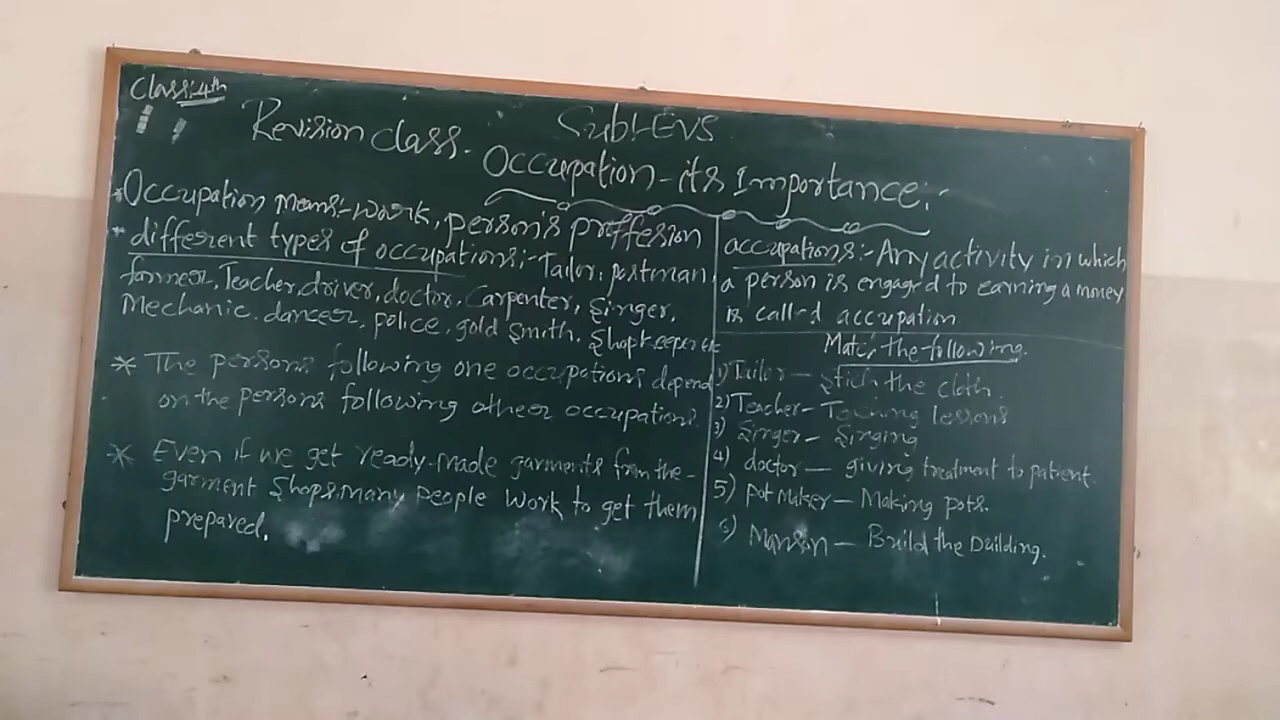 Class:4th
Revision class.
Sub:-EVS
Occupation-its Importance:-
*Occupation means:-work, person's proffesion
* different types of occupations:-Tailor, postman,
farmer, Teacher, driver, doctor, Carpenter, Singer,
Mechanic, dancer, police, gold smith, Shopkeeper etc
* The persons following one occupations depend
on the persons following other occupations.
* Even if we get ready-made garments from the-
garment shops, many people work to get them
prepared.
accupations:-Any activity in which
a person is engaged to earning a money
is called accupation.
Match the-following.
1) Tailor — Stich the cloth.
2) Teacher- Teaching lessons
3) Singer- Singing
4) doctor— giving treatment to patient.
5) pot maker— Making pots.
6) Manson — Build the building.